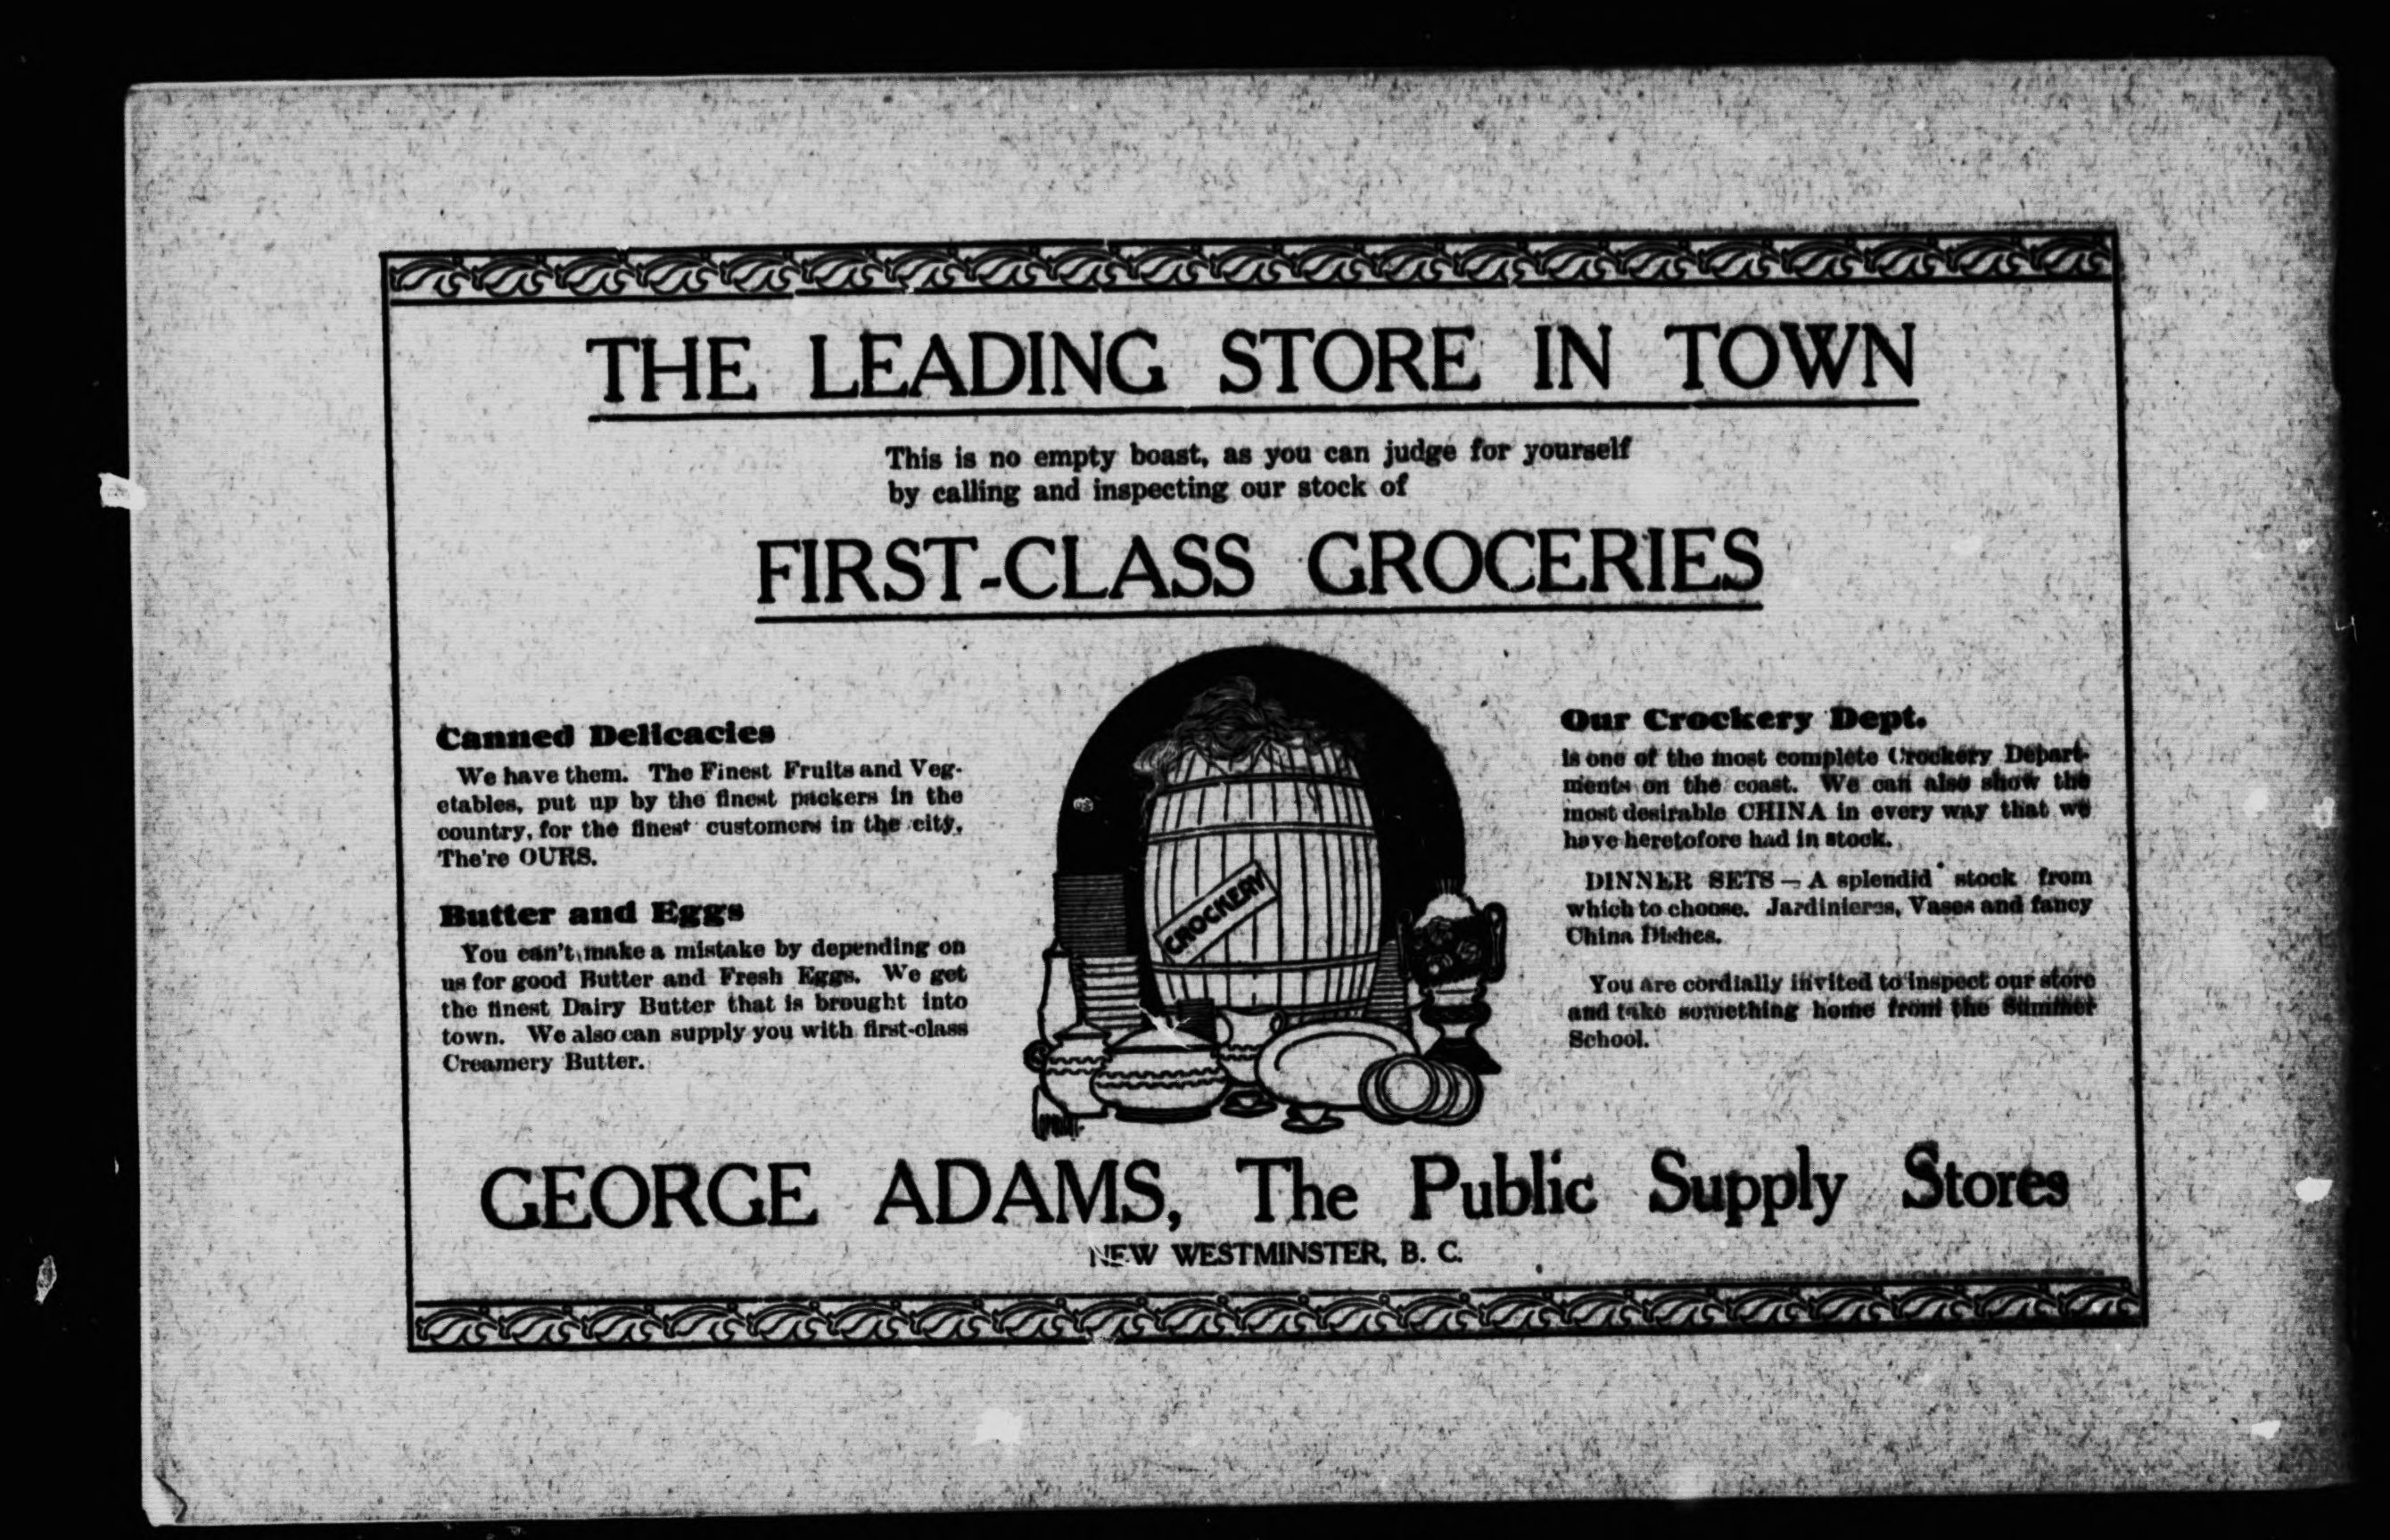 THE LEADING STORE IN TOWN
This is no empty boast, as you can judge for yourself
by calling and inspecting our stock of
FIRST-CLASS GROCERIES
Canned Delicacies
We have them. The Finest Fruits and Veg-
etables, put up by the finest packers in the
country, for the finest customers in the city,
The're OURS.
Butter and Eggs
You can't make a mistake by depending on
us for good Butter and Fresh Eggs. We get
the finest Dairy Butter that is brought into
town. We also can supply you with first-class
Creamery Butter.
CROCKERY
Our Crockery Dept.
is one of the most complete Crockery Depart-
ments on the coast. We can also show the
most desirable CHINA in every way that we
have heretofore had in stock.
DINNER SETS — A splendid stock from
which to choose. Jardinieres, Vases and fancy
China Dishes.
You are cordially invited to inspect our store
and take something home from the Summer
School.
GEORGE ADAMS, The Public Supply Stores
NEW WESTMINSTER, B. C.